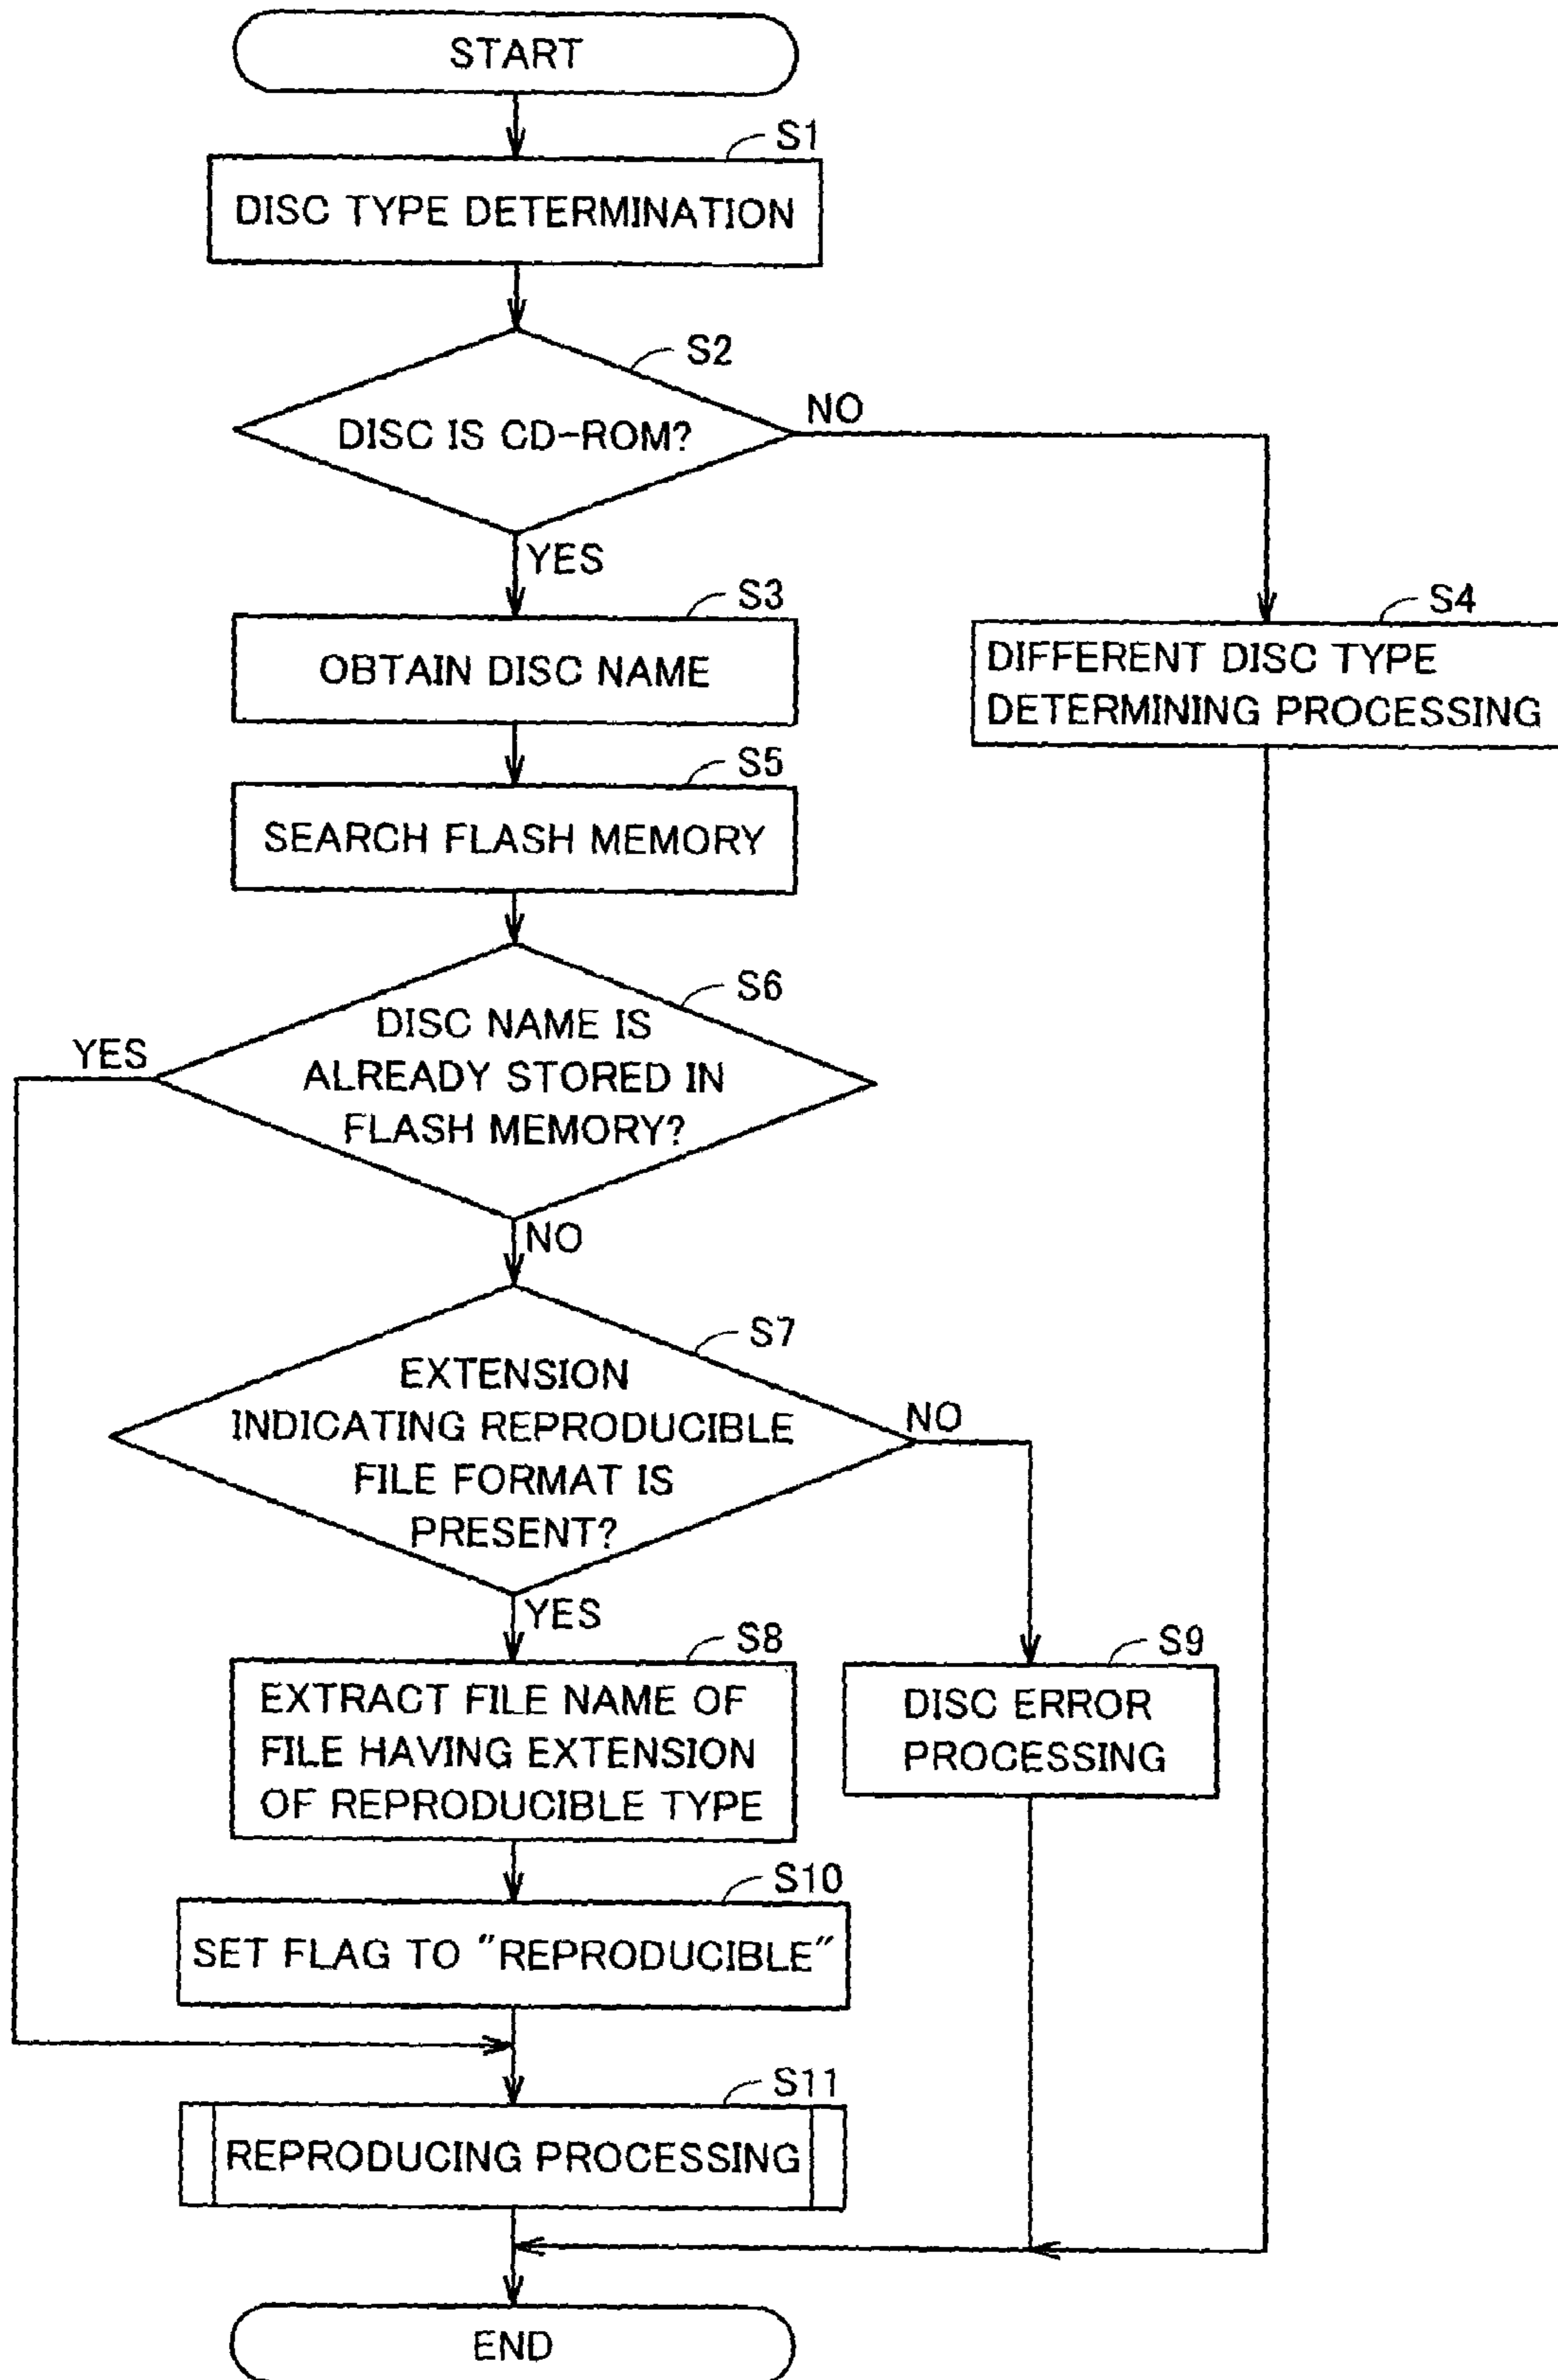 START
S1
DISC TYPE DETERMINATION
S2
DISC IS CD-ROM?
NO
YES
S3
OBTAIN DISC NAME
S4
DIFFERENT DISC TYPE
DETERMINING PROCESSING
S5
SEARCH FLASH MEMORY
S6
DISC NAME IS
ALREADY STORED IN
FLASH MEMORY?
YES
NO
S7
EXTENSION
INDICATING REPRODUCIBLE
FILE FORMAT IS
PRESENT?
NO
YES
S8
EXTRACT FILE NAME OF
FILE HAVING EXTENSION
OF REPRODUCIBLE TYPE
S9
DISC ERROR
PROCESSING
S10
SET FLAG TO "REPRODUCIBLE"
S11
REPRODUCING PROCESSING
END